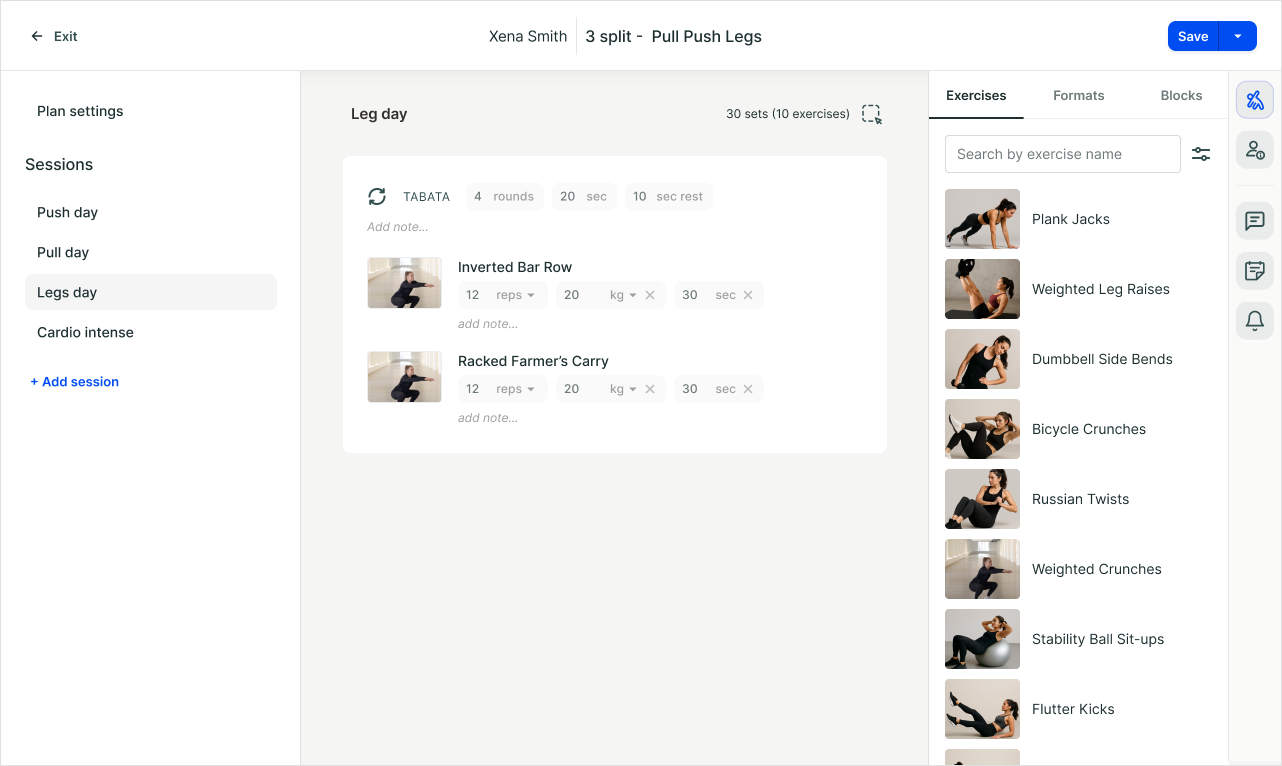 Exit
Xena Smith
3 split - Pull Push Legs
Save
Plan settings
Sessions
Push day
Pull day
Legs day
Cardio intense
+ Add session
Leg day
30 sets (10 exercises)
TABATA 4 rounds 20 sec 10 sec rest
Add note...
Inverted Bar Row
12 reps 20 kg 30 sec
add note...
Racked Farmer’s Carry
12 reps 20 kg 30 sec
add note...
Exercises Formats Blocks
Search by exercise name
Plank Jacks
Weighted Leg Raises
Dumbbell Side Bends
Bicycle Crunches
Russian Twists
Weighted Crunches
Stability Ball Sit-ups
Flutter Kicks